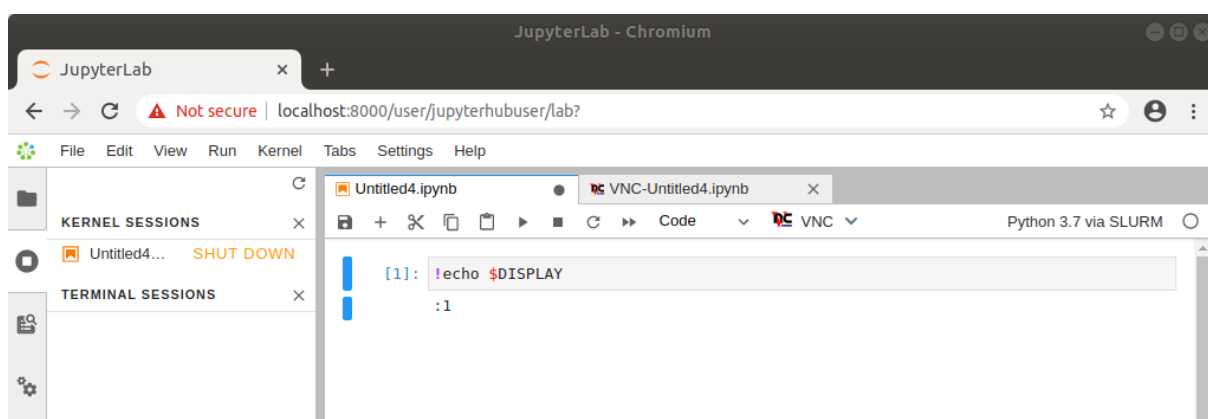 JupyterLab - Chromium
JupyterLab
Not secure localhost:8000/user/jupyterhubuser/lab?
File Edit View Run Kernel Tabs Settings Help
Untitled4.ipynb VNC-Untitled4.ipynb
KERNEL SESSIONS
Untitled4... SHUT DOWN
TERMINAL SESSIONS
Code VNC Python 3.7 via SLURM
[1]: !echo $DISPLAY
:1